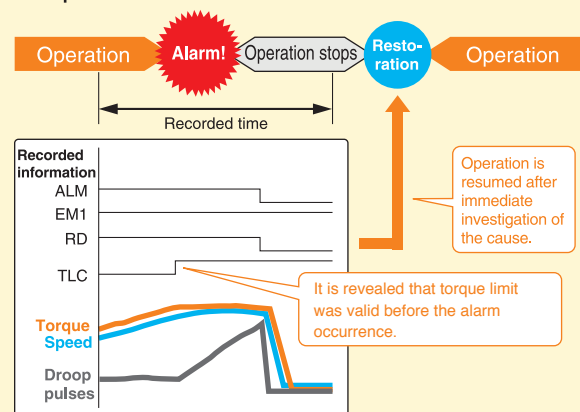 Operation
Alarm!
Operation stops
Resto-
ration
Operation
Recorded time
Recorded
information
ALM
EM1
RD
TLC
Torque
Speed
Droop
pulses
Operation is
resumed after
immediate
investigation of
the cause.
It is revealed that torque limit
was valid before the alarm
occurrence.